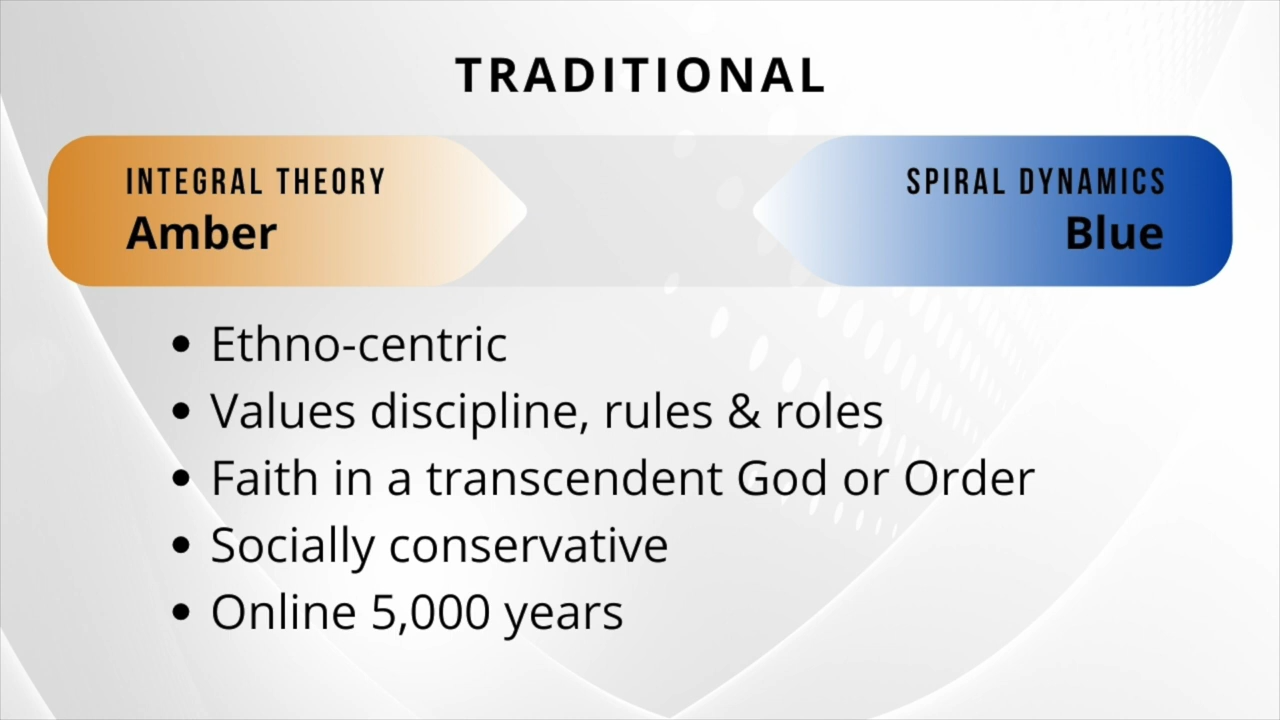 TRADITIONAL
INTEGRAL THEORY
Amber
SPIRAL DYNAMICS
Blue
• Ethno-centric
• Values discipline, rules & roles
• Faith in a transcendent God or Order
• Socially conservative
• Online 5,000 years